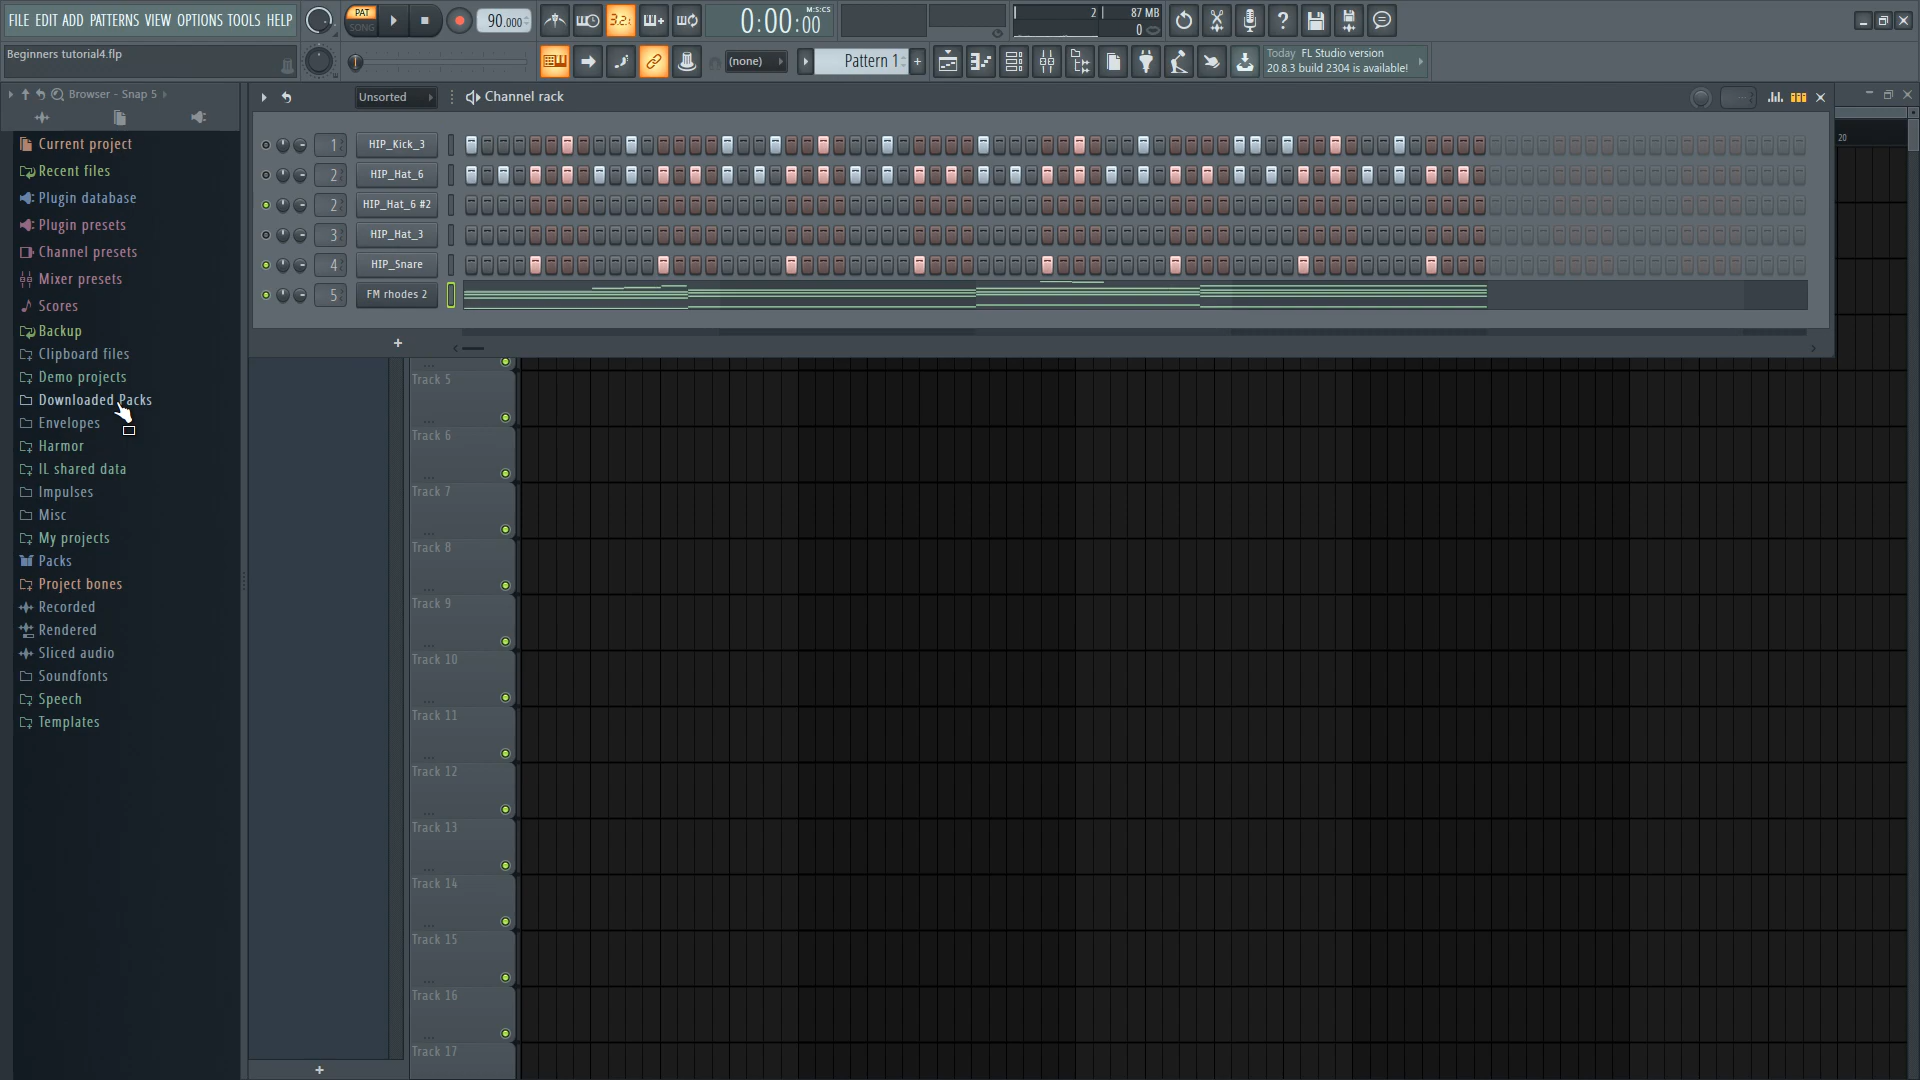 FILE EDIT ADD PATTERNS VIEW OPTIONS TOOLS HELP
PAT
SONG
90.000
3.2.
0:00:00
M:S:CS
2
87 MB
0
Beginners tutorial4.flp
(none)
Pattern 1
+
Today FL Studio version
20.8.3 build 2304 is available!
Browser - Snap 5
Unsorted
Channel rack
20
Current project
Recent files
Plugin database
Plugin presets
Channel presets
Mixer presets
Scores
Backup
Clipboard files
Demo projects
Downloaded Packs
Envelopes
Harmor
IL shared data
Impulses
Misc
My projects
Packs
Project bones
Recorded
Rendered
Sliced audio
Soundfonts
Speech
Templates
1 HIP_Kick_3
2 HIP_Hat_6
2 HIP_Hat_6 #2
3 HIP_Hat_3
4 HIP_Snare
5 FM rhodes 2
+
Track 5
Track 6
Track 7
Track 8
Track 9
Track 10
Track 11
Track 12
Track 13
Track 14
Track 15
Track 16
Track 17
+